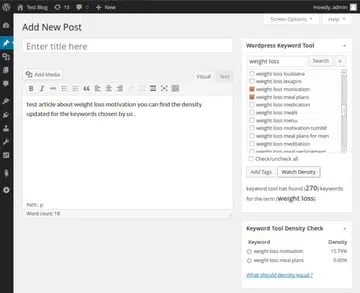 Test Blog
15
0
+ New
Howdy, admin
Screen Options
Help
Add New Post
Enter title here
Add Media
Visual
Text
test article about weight loss motivation you can find the density
updated for the keywords chosen by us .
Path: p
Word count: 18
Wordpress Keyword Tool
weight loss
Search
weight loss louisiana
weight loss lexapro
weight loss motivation
weight loss meal plans
weight loss medication
weight loss meals
weight loss menu
weight loss motivation tumblr
weight loss meal plans for men
weight loss meditation
weight loss meal replacement
Check/uncheck all
Add Tags
Watch Density
keyword tool has found (270) keywords
for the term (weight loss)
Keyword Tool Density Check
Keyword
Density
weight loss motivation
15.79%
weight loss meal plans
0.00%
What should density equal ?